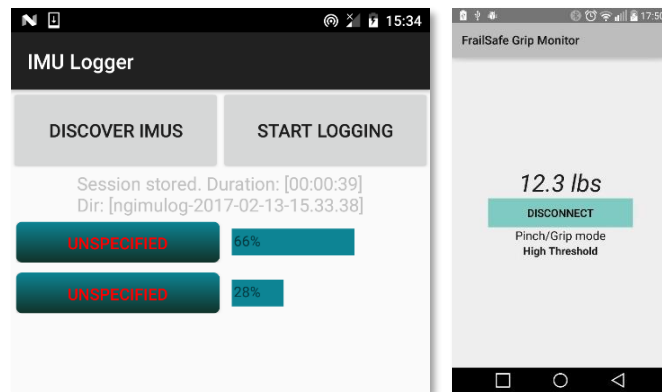 15:34
IMU Logger
DISCOVER IMUS
START LOGGING
Session stored. Duration: [00:00:39]
Dir: [ngimulog-2017-02-13-15.33.38]
UNSPECIFIED
66%
UNSPECIFIED
28%
17:50
FrailSafe Grip Monitor
12.3 lbs
DISCONNECT
Pinch/Grip mode
High Threshold